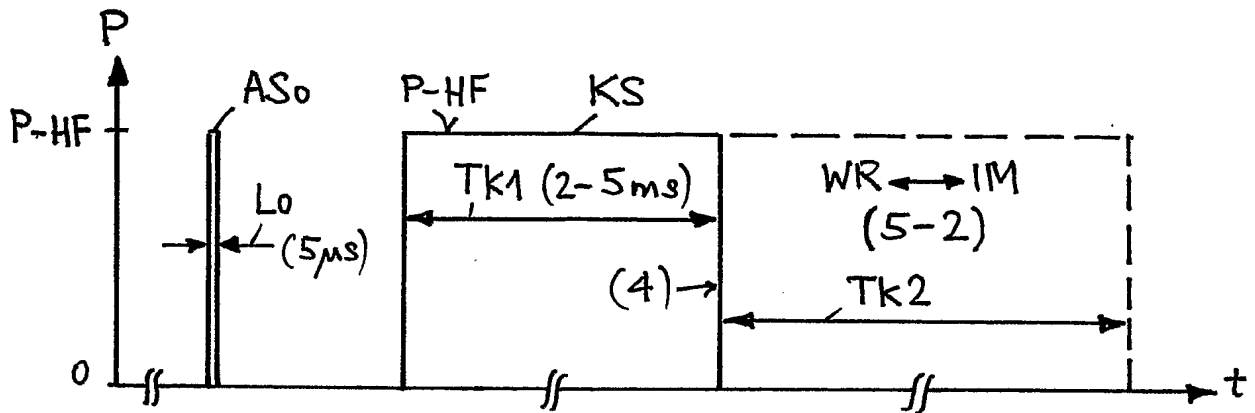 P
ASo
P-HF
P-HF
KS
TK1 (2-5ms)
WR ↔ IM
(5-2)
Lo
(5µs)
(4)
TK2
0
t